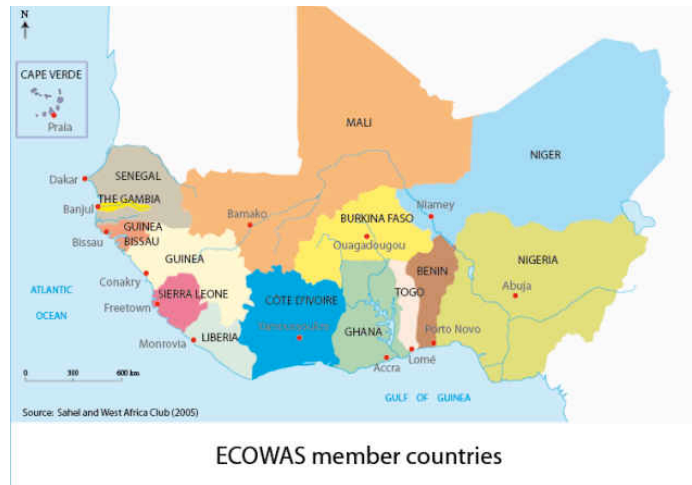 N
CAPE VERDE
Praia
MALI
NIGER
SENEGAL
Dakar
THE GAMBIA
Banjul
Niamey
BURKINA FASO
Bamako
GUINEA
BISSAU
Bissau
Ouagadougou
GUINEA
NIGERIA
BENIN
Conakry
Abuja
ATLANTIC
OCEAN
SIERRA LEONE
TOGO
CÔTE D'IVOIRE
Freetown
GHANA
Porto Novo
LIBERIA
Monrovia
Lomé
Accra
0 300 600 km
GULF OF GUINEA
Source: Sahel and West Africa Club (2005)
ECOWAS member countries